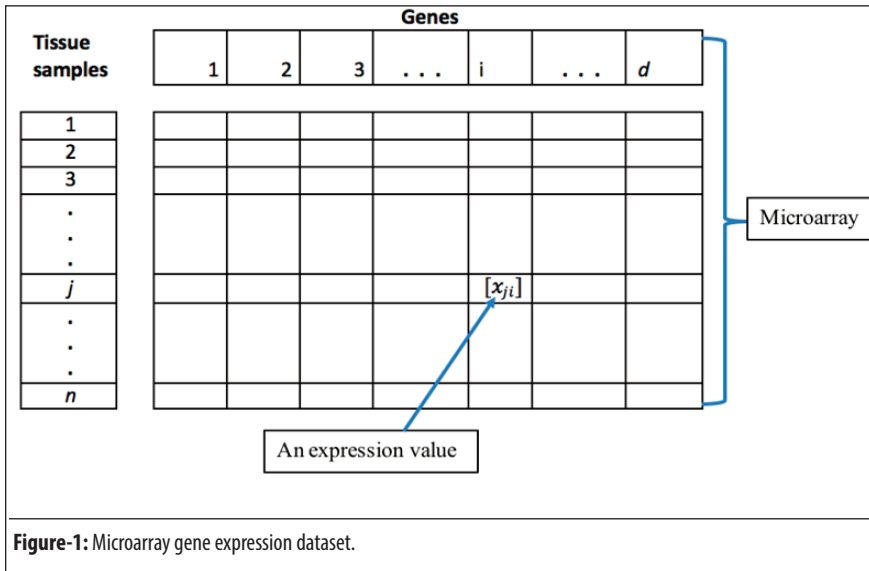 Genes
Tissue
samples
1 2 3 . . . i . . . d
1
2
3
.
.
.
j [x_ji]
.
.
.
n
Microarray
An expression value
Figure-1: Microarray gene expression dataset.